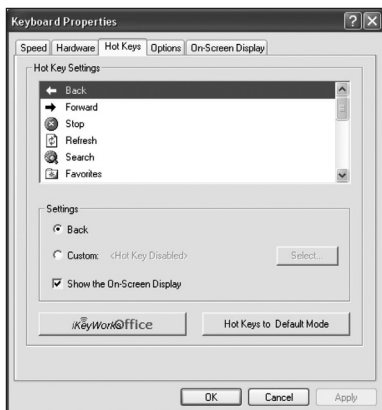 Keyboard Properties
Speed Hardware Hot Keys Options On-Screen Display
Hot Key Settings
Back
Forward
Stop
Refresh
Search
Favorites
Settings
Back
Custom: <Hot Key Disabled> Select...
Show the On-Screen Display
iKeyWorksOffice Hot Keys to Default Mode
OK Cancel Apply